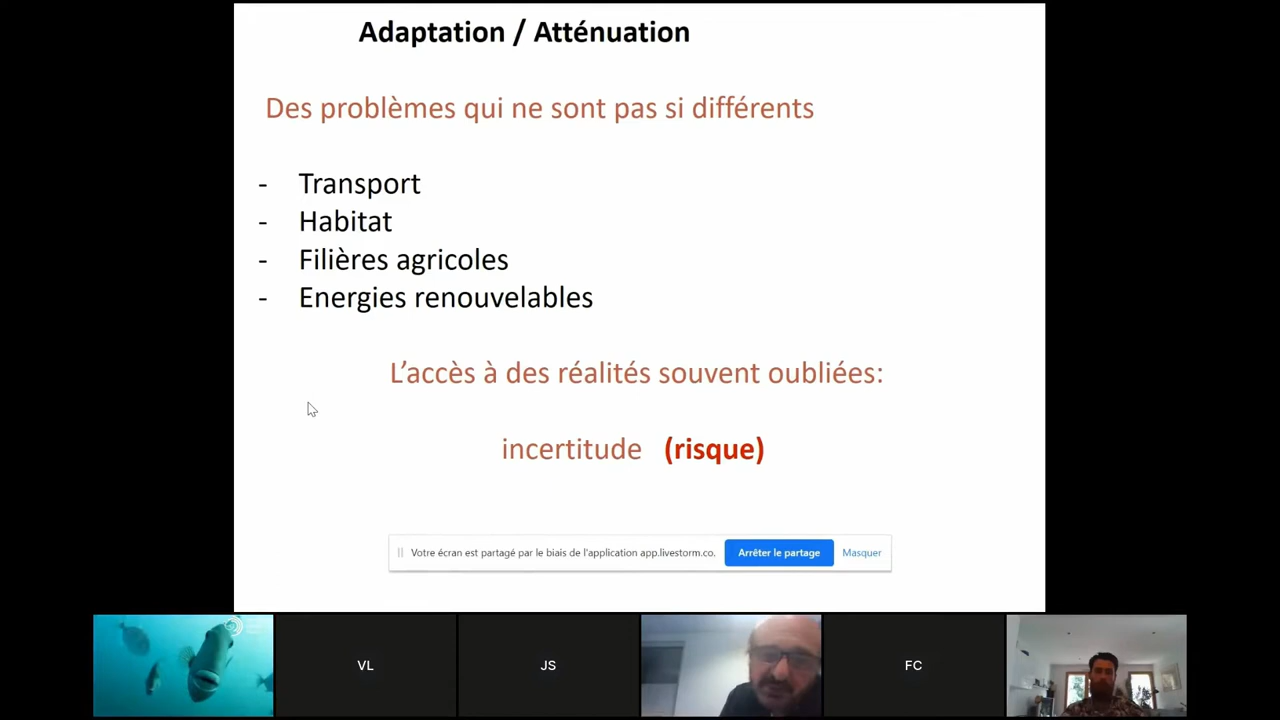 Adaptation / Atténuation
Des problèmes qui ne sont pas si différents
- Transport
- Habitat
- Filières agricoles
- Energies renouvelables
L'accès à des réalités souvent oubliées:
incertitude (risque)
Votre écran est partagé par le biais de l'application app.livestorm.co. Arrêter le partage Masquer
VL JS FC